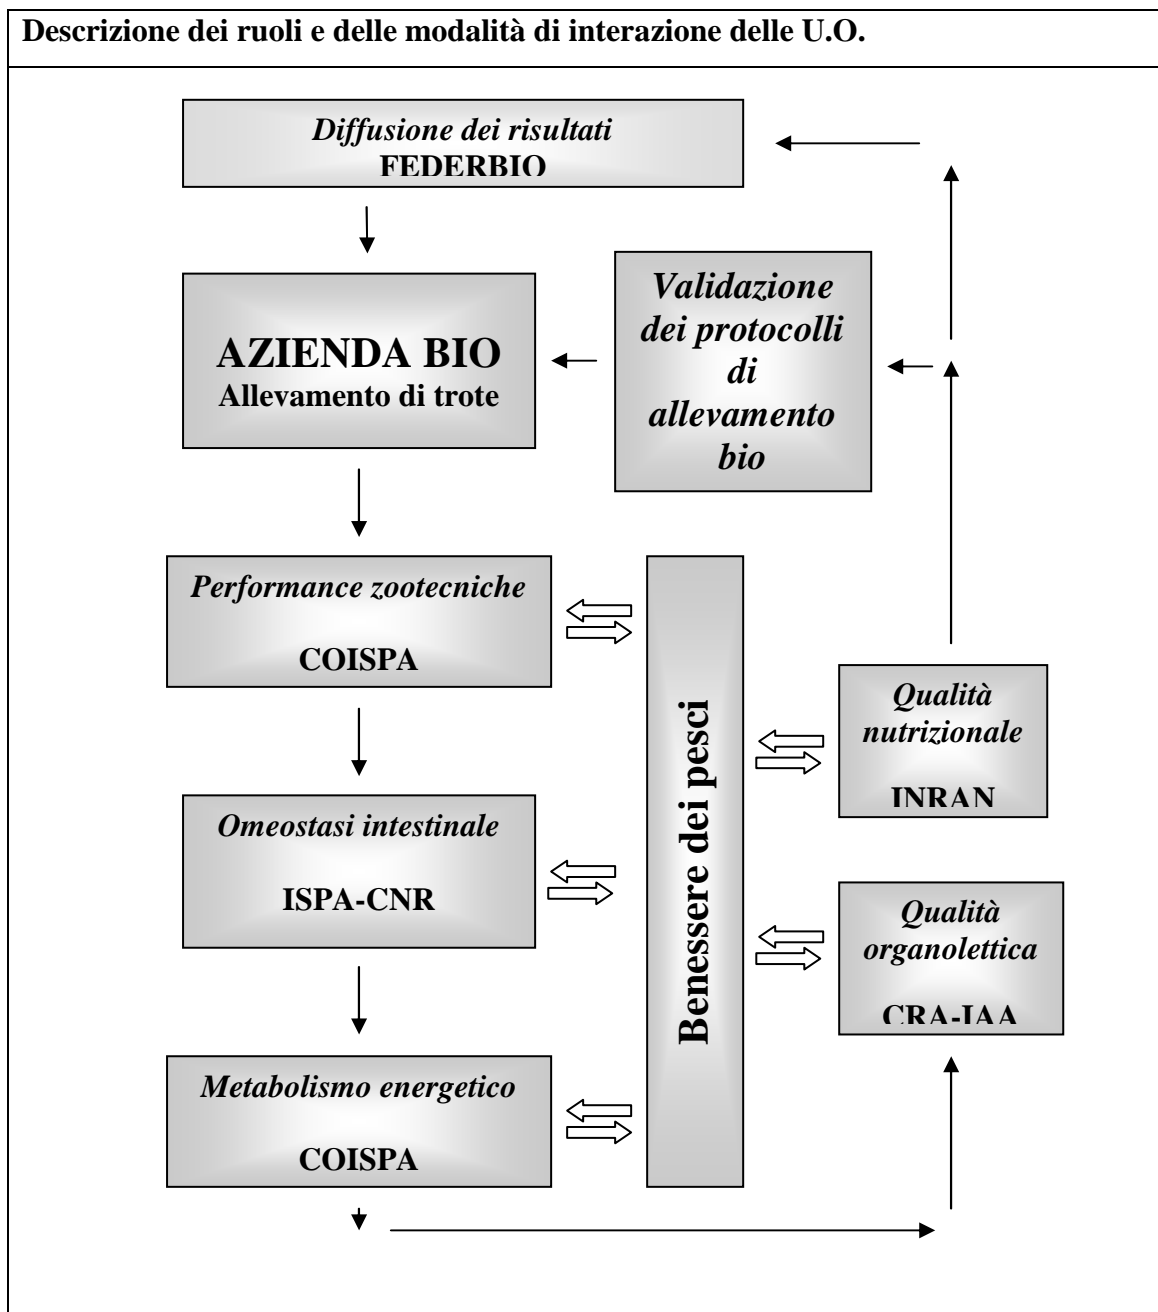 Descrizione dei ruoli e delle modalità di interazione delle U.O.
Diffusione dei risultati
FEDERBIO
AZIENDA BIO
Allevamento di trote
Validazione
dei protocolli
di
allevamento
bio
Performance zootecniche
COISPA
Benessere dei pesci
Qualità
nutrizionale
INRAN
Omeostasi intestinale
ISPA-CNR
Qualità
organolettica
CRA-IAA
Metabolismo energetico
COISPA